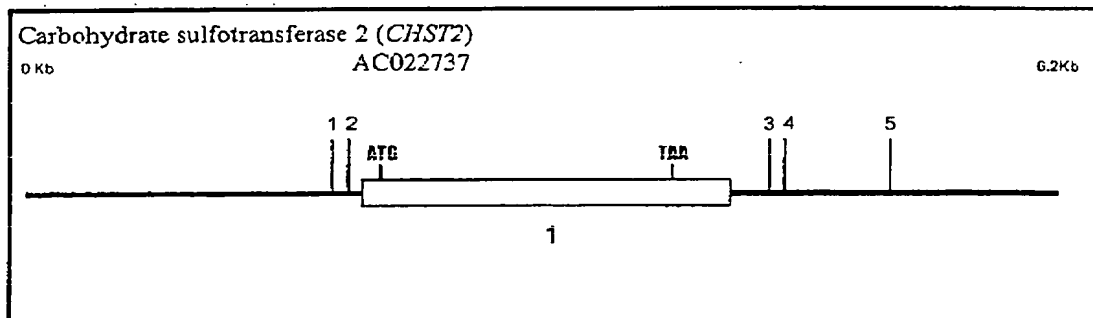 Carbohydrate sulfotransferase 2 (CHST2)
AC022737
0 Kb 6.2Kb
1 2 3 4 5
ATG TAA
1